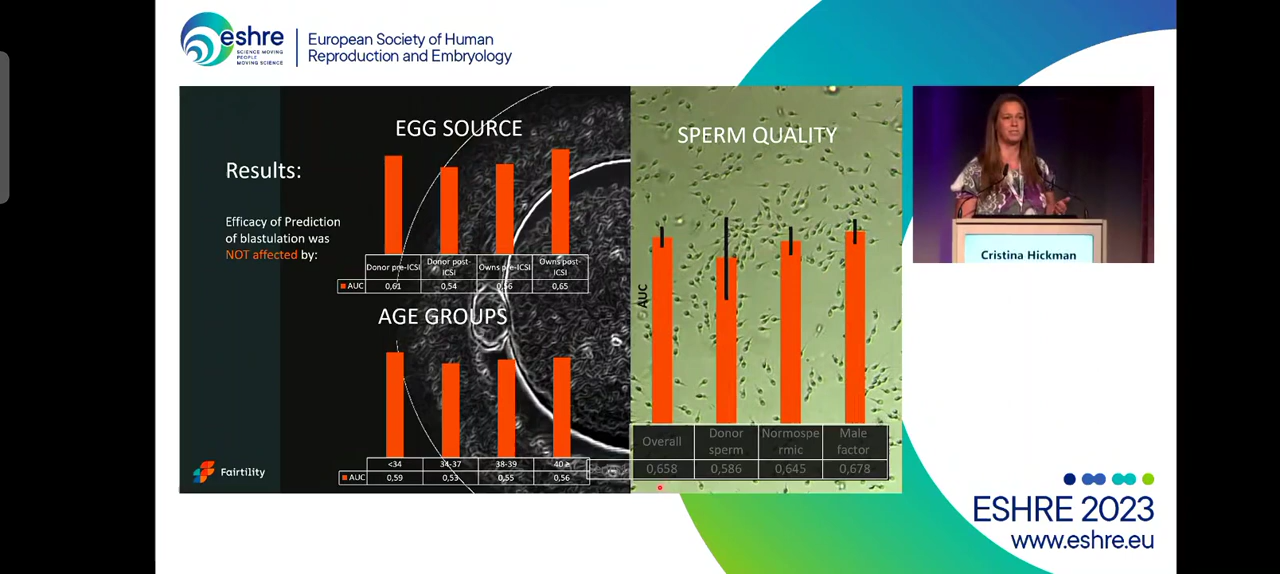 eshre
SCIENCE MOVING
PEOPLE
MOVING SCIENCE
European Society of Human
Reproduction and Embryology
Results:
Efficacy of Prediction
of blastulation was
NOT affected by:
EGG SOURCE
Donor pre-ICSI Donor post-ICSI Owns pre-ICSI Owns post-ICSI
AUC 0,61 0,54 0,56 0,65
AGE GROUPS
<34 34-37 38-39 40 ≥
AUC 0,59 0,53 0,55 0,56
Fairtility
SPERM QUALITY
AUC
Overall Donor sperm Normospermic Male factor
0,658 0,586 0,645 0,678
Cristina Hickman
ESHRE 2023
www.eshre.eu